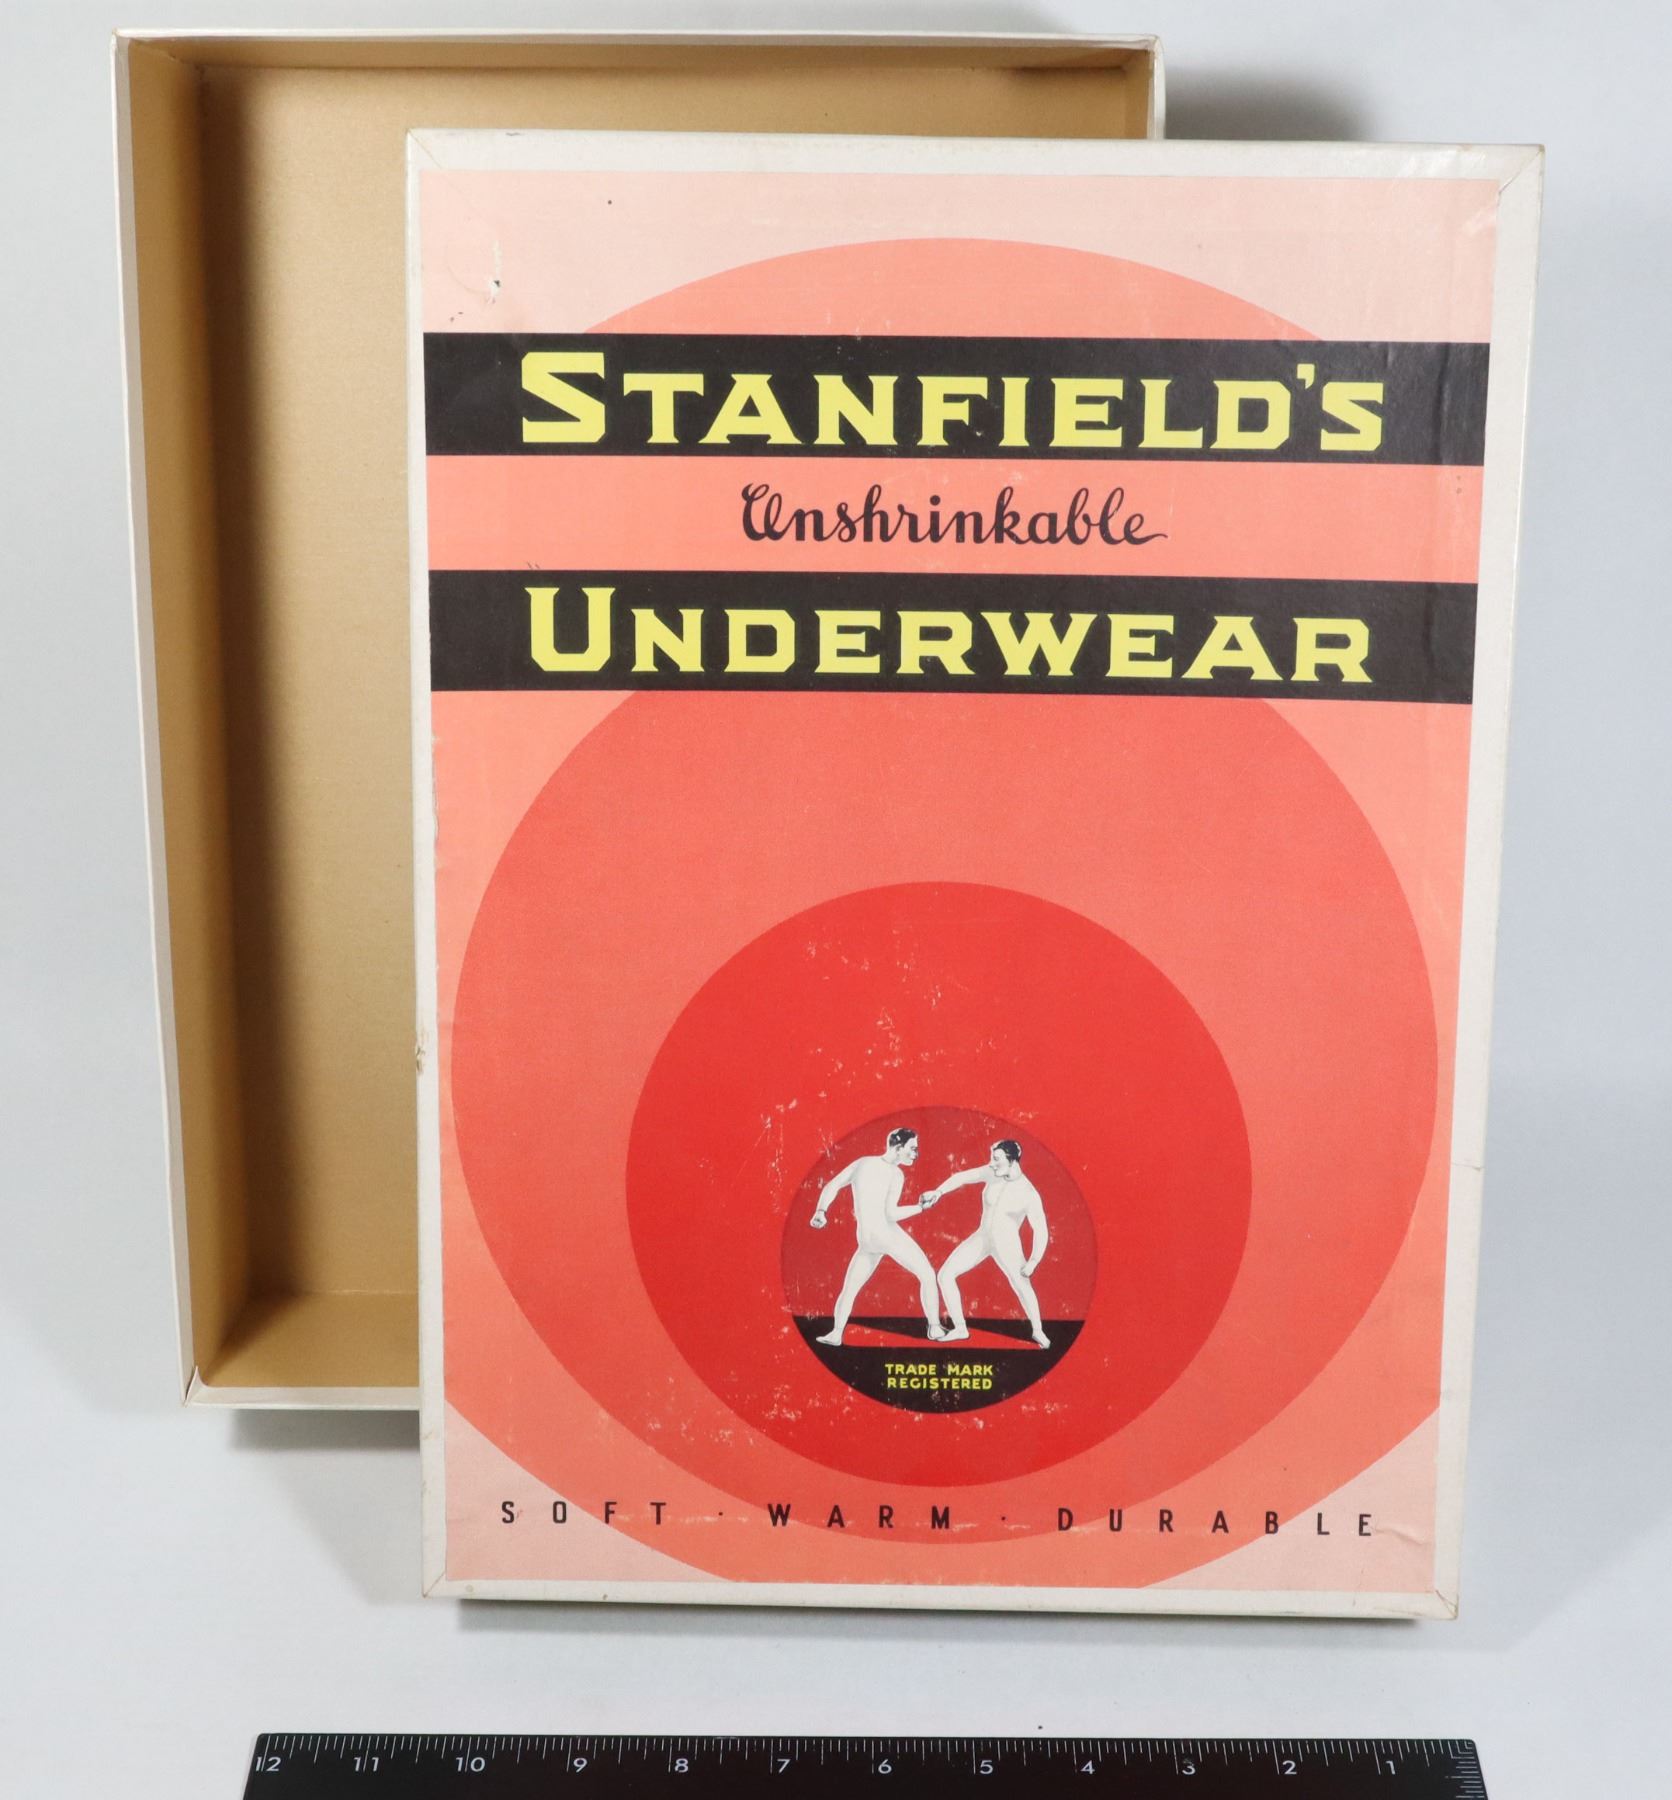 STANFIELD'S
Unshrinkable
UNDERWEAR
TRADE MARK
REGISTERED
SOFT · WARM · DURABLE
12 11 10 9 8 7 6 5 4 3 2 1